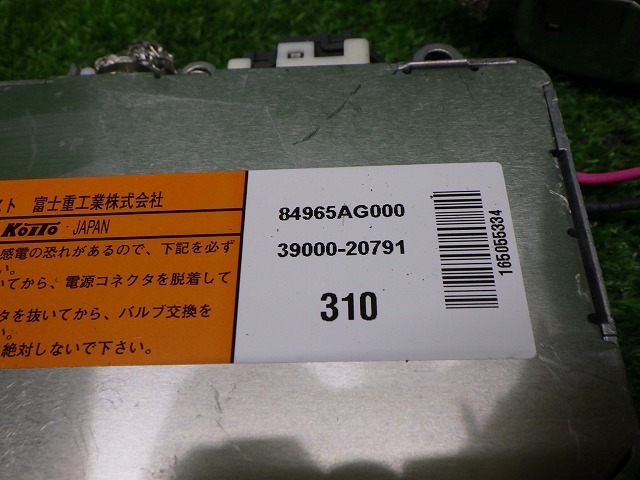 スト 富士重工業株式会社
KOITO JAPAN
感電の恐れがあるので、下記を必ず
い。
いてから、電源コネクタを脱着して
タを抜いてから、バルブ交換を
い。
絶対しないで下さい。
84965AG000
39000-20791
310
165055334